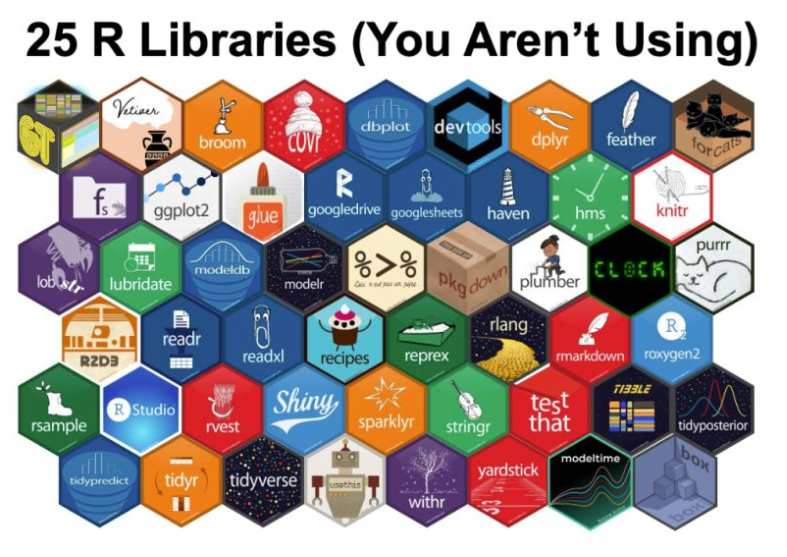 25 R Libraries (You Aren't Using)
GT
Vetiver
broom
covr
dbplot
devtools
dplyr
feather
forcats
fs
ggplot2
glue
googledrive
googlesheets
haven
hms
knitr
lobstr
lubridate
modeldb
modelr
%>%
Ceci n'est pas un pipe.
pkgdown
plumber
CLOCK
purrr
R2D3
readr
readxl
recipes
reprex
rlang
rmarkdown
R2
roxygen2
rsample
R Studio
rvest
Shiny
sparklyr
stringr
test
that
TIBBLE
tidyposterior
tidypredict
tidyr
tidyverse
usethis
withr
yardstick
modeltime
box
box